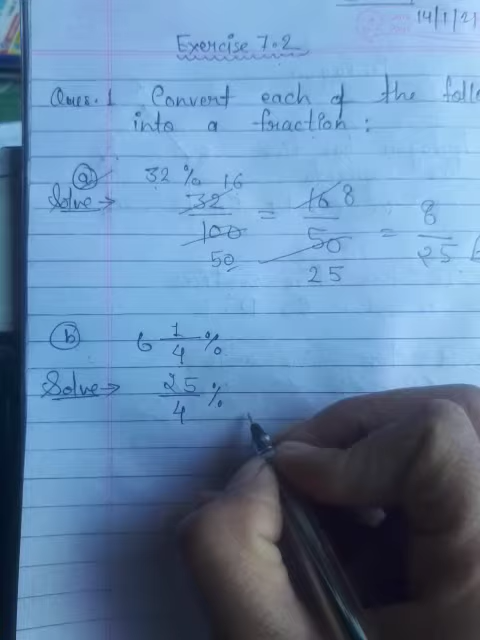 14/1/21
Exercise 7.2
Ques. 1 Convert each of the
into a fraction :
(a) 32 %
Solve → 32/100 16/50 = 16/50 8/25 = 8/25
(b) 6 1/4 %
Solve → 25/4 %